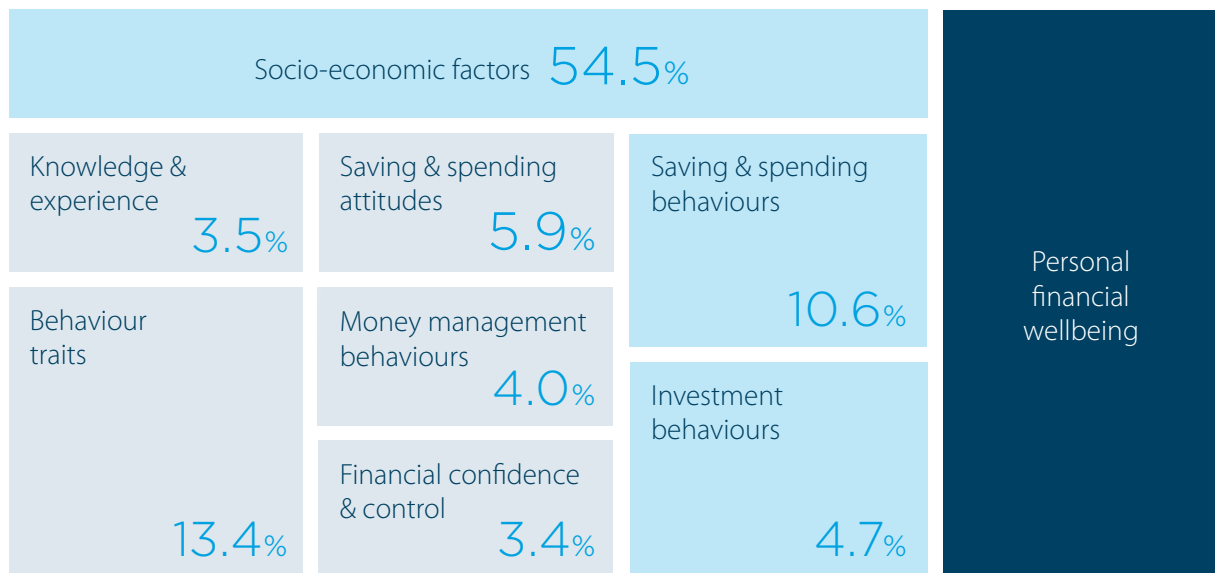 Socio-economic factors 54.5%
Knowledge &
experience
3.5%
Saving & spending
attitudes
5.9%
Saving & spending
behaviours
10.6%
Behaviour
traits
13.4%
Money management
behaviours
4.0%
Financial confidence
& control
3.4%
Investment
behaviours
4.7%
Personal
financial
wellbeing